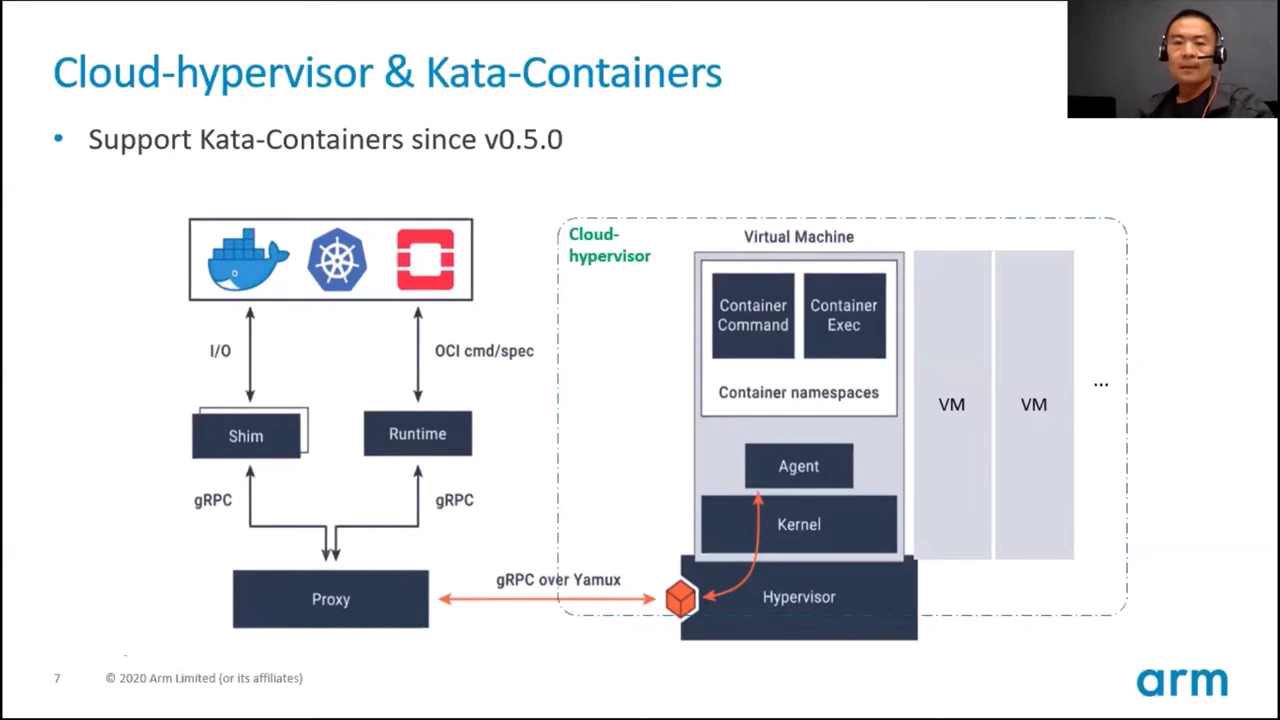 Cloud-hypervisor & Kata-Containers
• Support Kata-Containers since v0.5.0
Cloud-
hypervisor
Virtual Machine
Container
Command
Container
Exec
I/O
OCI cmd/spec
Container namespaces
VM
VM
...
Shim
Runtime
Agent
gRPC
gRPC
Kernel
gRPC over Yamux
Proxy
Hypervisor
7
© 2020 Arm Limited (or its affiliates)
arm